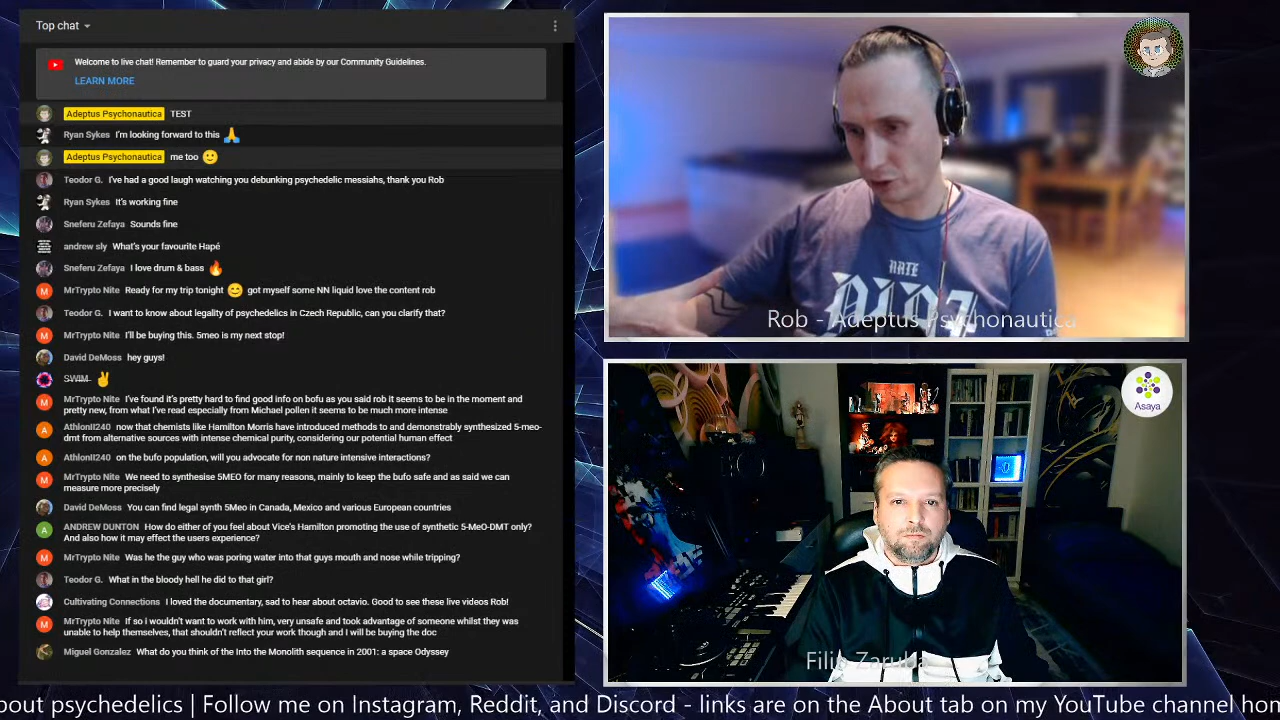 Top chat
Welcome to live chat! Remember to guard your privacy and abide by our Community Guidelines.
LEARN MORE
Adeptus Psychonautica TEST
Ryan Sykes I'm looking forward to this
Adeptus Psychonautica me too
Teodor G. I've had a good laugh watching you debunking psychedelic messiahs, thank you Rob
Ryan Sykes It's working fine
Sneferu Zefaya Sounds fine
andrew sly What's your favourite Hapé
Sneferu Zefaya I love drum & bass
MrTrypto Nite Ready for my trip tonight got myself some NN liquid love the content rob
Teodor G. I want to know about legality of psychedelics in Czech Republic, can you clarify that?
MrTrypto Nite I'll be buying this. 5meo is my next stop!
David DeMoss hey guys!
SWIM
MrTrypto Nite I've found it's pretty hard to find good info on bofu as you said rob it seems to be in the moment and
pretty new, from what I've read especially from Michael pollen it seems to be much more intense
AthlonII240 now that chemists like Hamilton Morris have introduced methods to and demonstrably synthesized 5-meo-
dmt from alternative sources with intense chemical purity, considering our potential human effect
AthlonII240 on the bufo population, will you advocate for non nature intensive interactions?
MrTrypto Nite We need to synthesise 5MEO for many reasons, mainly to keep the bufo safe and as said we can
measure more precisely
David DeMoss You can find legal synth 5Meo in Canada, Mexico and various European countries
ANDREW DUNTON How do either of you feel about Vice's Hamilton promoting the use of synthetic 5-MeO-DMT only?
And also how it may effect the users experience?
MrTrypto Nite Was he the guy who was poring water into that guys mouth and nose while tripping?
Teodor G. What in the bloody hell he did to that girl?
Cultivating Connections I loved the documentary, sad to hear about octavio. Good to see these live videos Rob!
MrTrypto Nite If so i wouldn't want to work with him, very unsafe and took advantage of someone whilst they was
unable to help themselves, that shouldn't reflect your work though and I will be buying the doc
Miguel Gonzalez What do you think of the Into the Monolith sequence in 2001: a space Odyssey
HATE
Rob - Adeptus Psychonautica
Asaya
Filip Zaruba
bout psychedelics | Follow me on Instagram, Reddit, and Discord - links are on the About tab on my YouTube channel hom